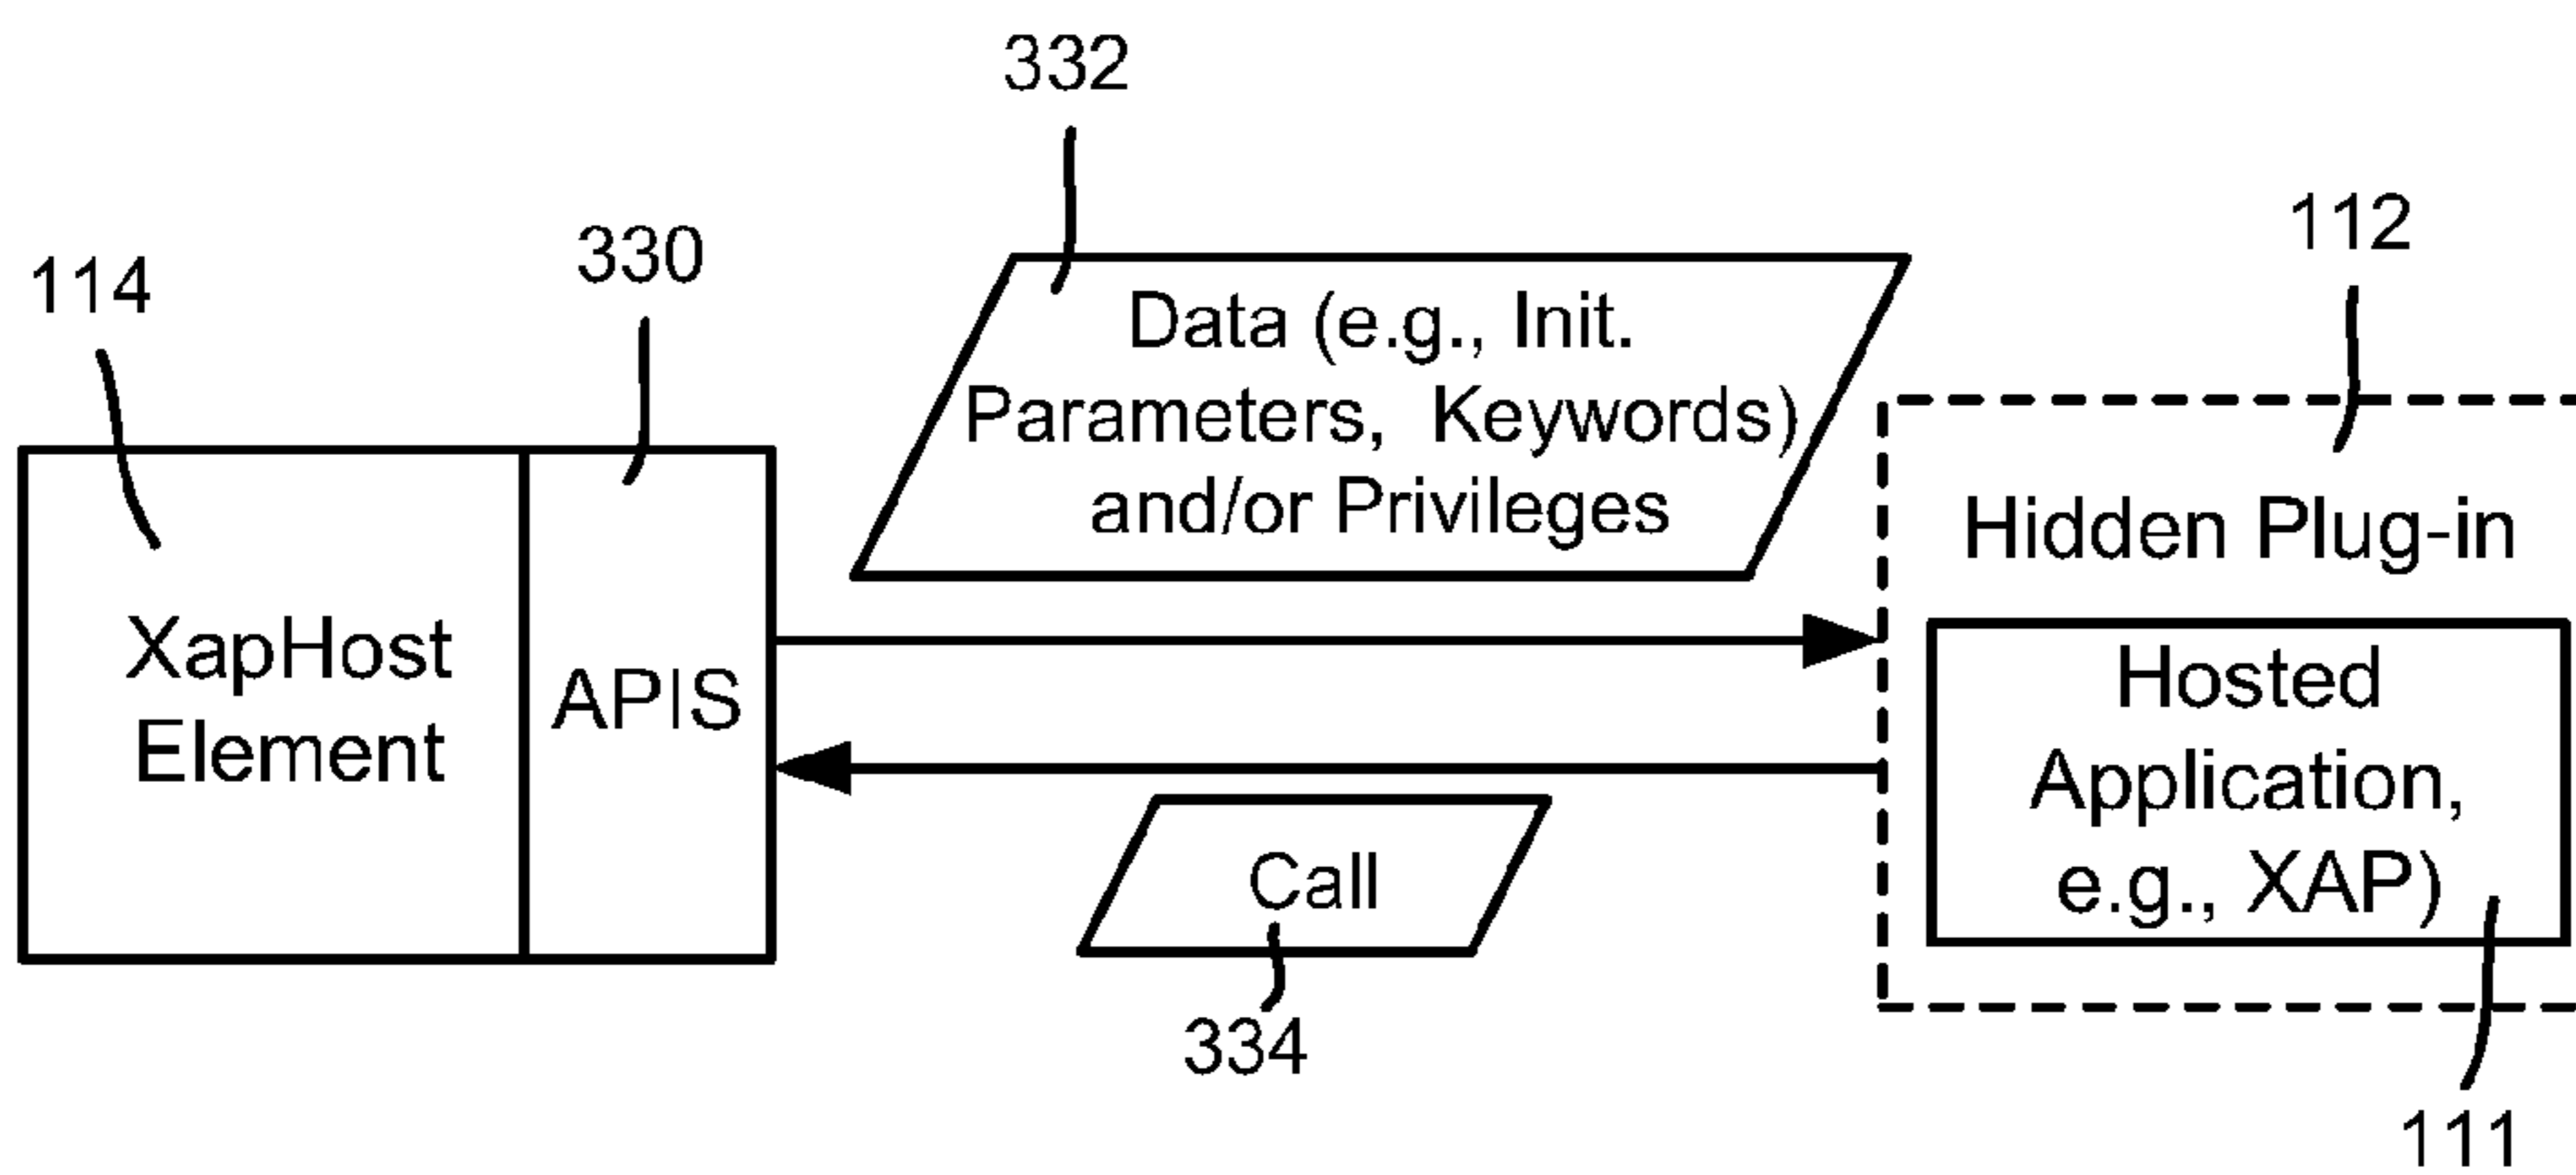 332
112
330
114
Data (e.g., Init.
Parameters, Keywords)
and/or Privileges
Hidden Plug-in
XapHost
Element
APIS
Hosted
Application,
e.g., XAP)
Call
334
111